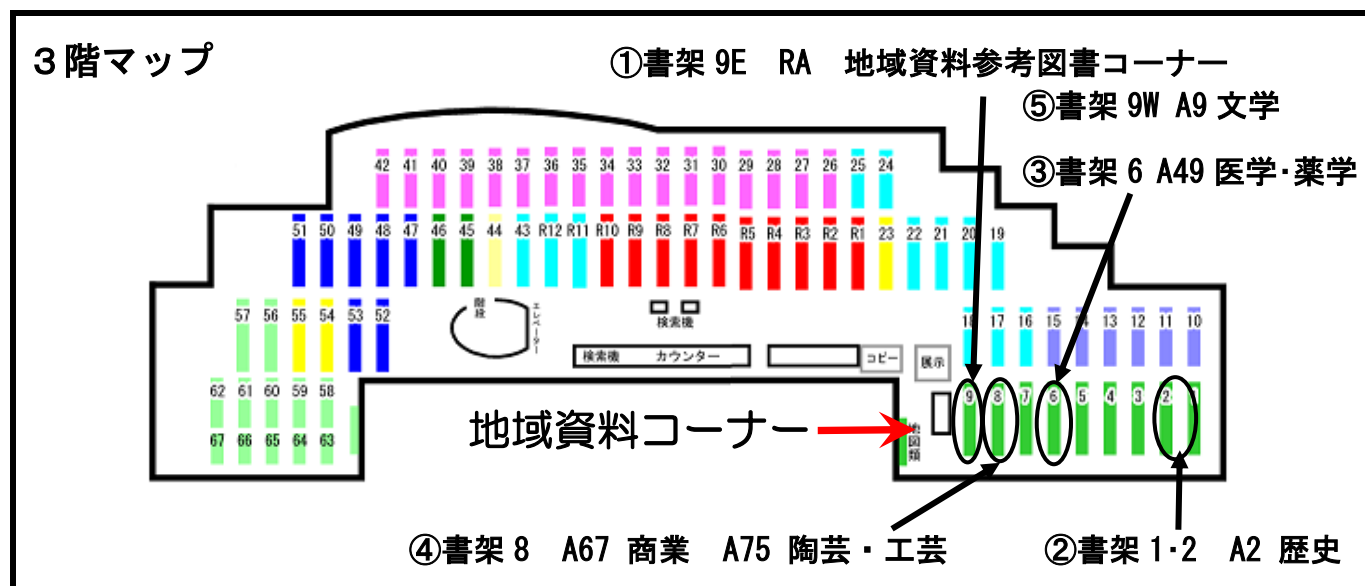 ３階マップ
①書架 9E　RA　地域資料参考図書コーナー
⑤書架 9W A9 文学
③書架 6 A49 医学・薬学
42 41 40 39 38 37 36 35 34 33 32 31 30 29 28 27 26 25 24
51 50 49 48 47 46 45 44 43 R12 R11 R10 R9 R8 R7 R6 R5 R4 R3 R2 R1 23 22 21 20 19
57 56 55 54 53 52
階段
エレベーター
検索機
検索機　カウンター
コピー
展示
18 17 16 15 14 13 12 11 10
62 61 60 59 58
9 8 7 6 5 4 3 2 1
67 66 65 64 63
地域資料コーナー
地図類
④書架 8　A67 商業　A75 陶芸・工芸
②書架 1・2　A2 歴史